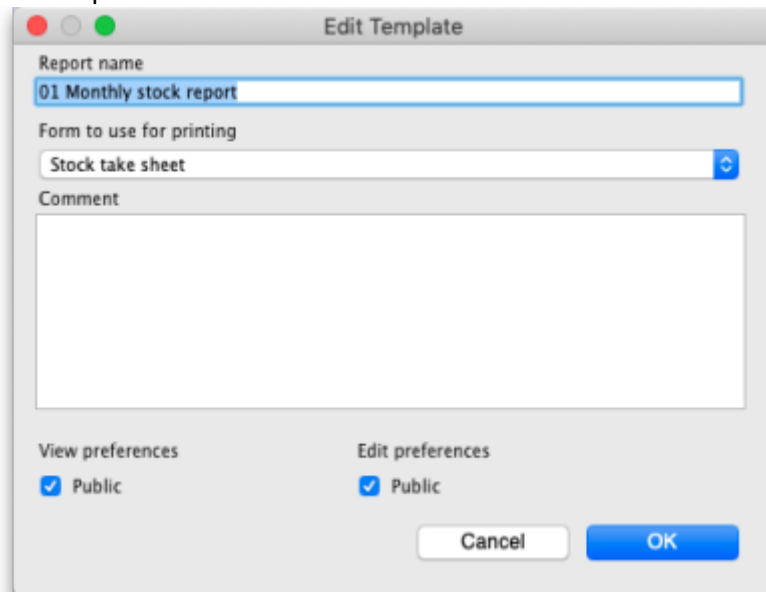 Edit Template
Report name
01 Monthly stock report
Form to use for printing
Stock take sheet
Comment
View preferences Edit preferences
Public Public
Cancel OK